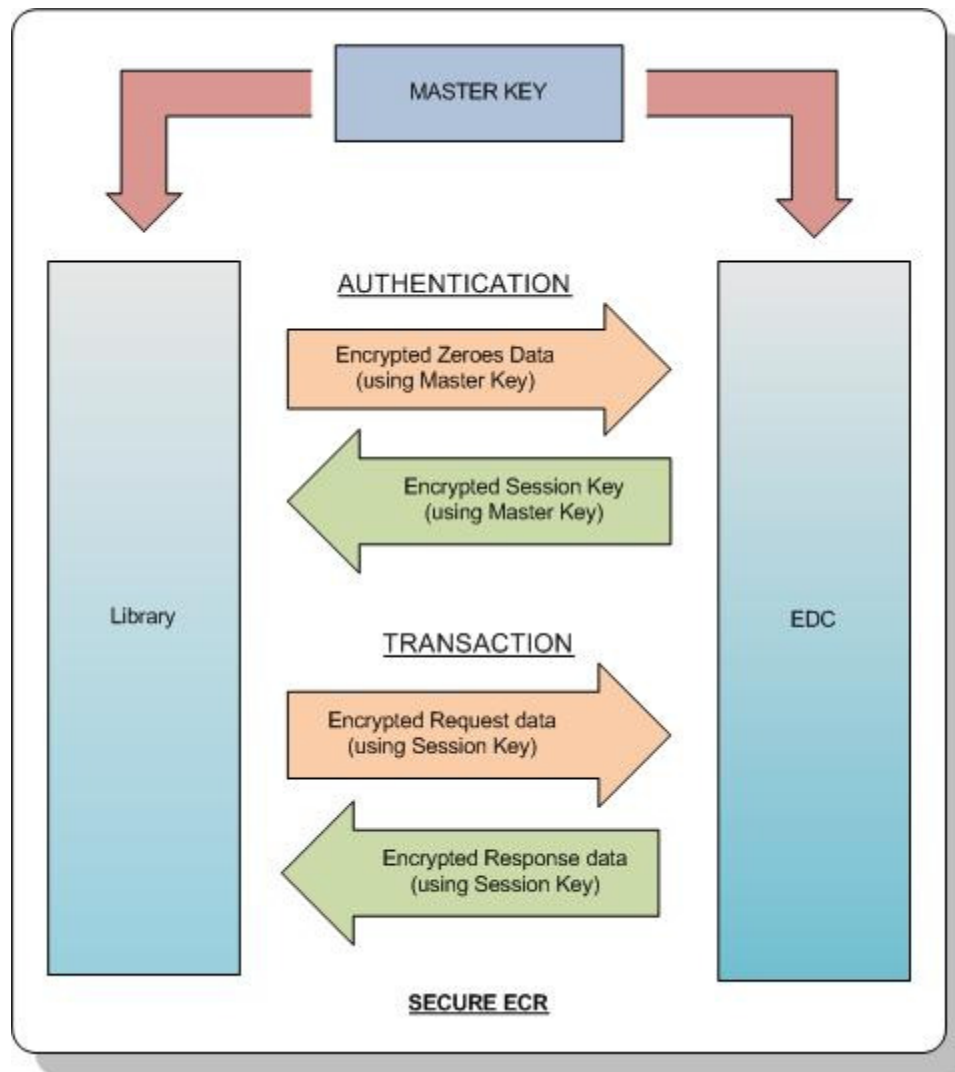 MASTER KEY
AUTHENTICATION
Encrypted Zeroes Data
(using Master Key)
Encrypted Session Key
(using Master Key)
Library
EDC
TRANSACTION
Encrypted Request data
(using Session Key)
Encrypted Response data
(using Session Key)
SECURE ECR